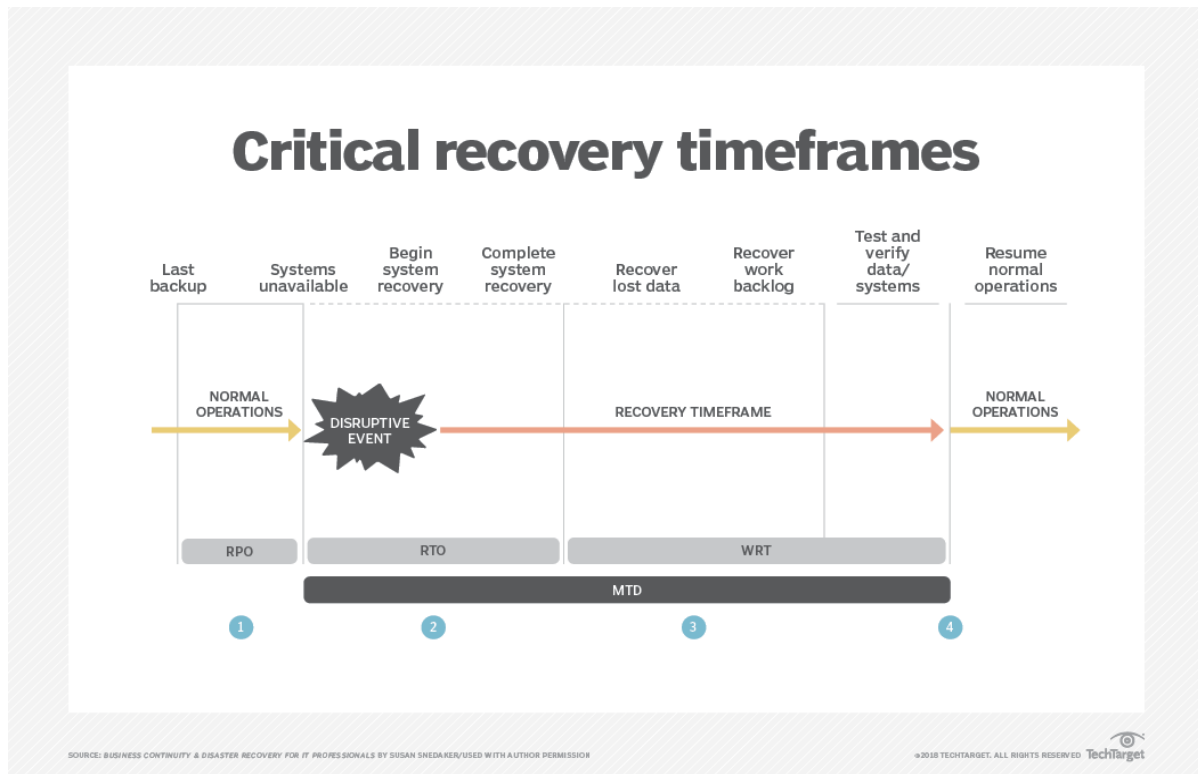 Critical recovery timeframes
Last
backup
Systems
unavailable
Begin
system
recovery
Complete
system
recovery
Recover
lost data
Recover
work
backlog
Test and
verify
data/
systems
Resume
normal
operations
NORMAL
OPERATIONS
DISRUPTIVE
EVENT
RECOVERY TIMEFRAME
NORMAL
OPERATIONS
RPO
RTO
WRT
MTD
1
2
3
4
SOURCE: BUSINESS CONTINUITY & DISASTER RECOVERY FOR IT PROFESSIONALS BY SUSAN SNEDAKER/USED WITH AUTHOR PERMISSION
©2018 TECHTARGET. ALL RIGHTS RESERVED TechTarget